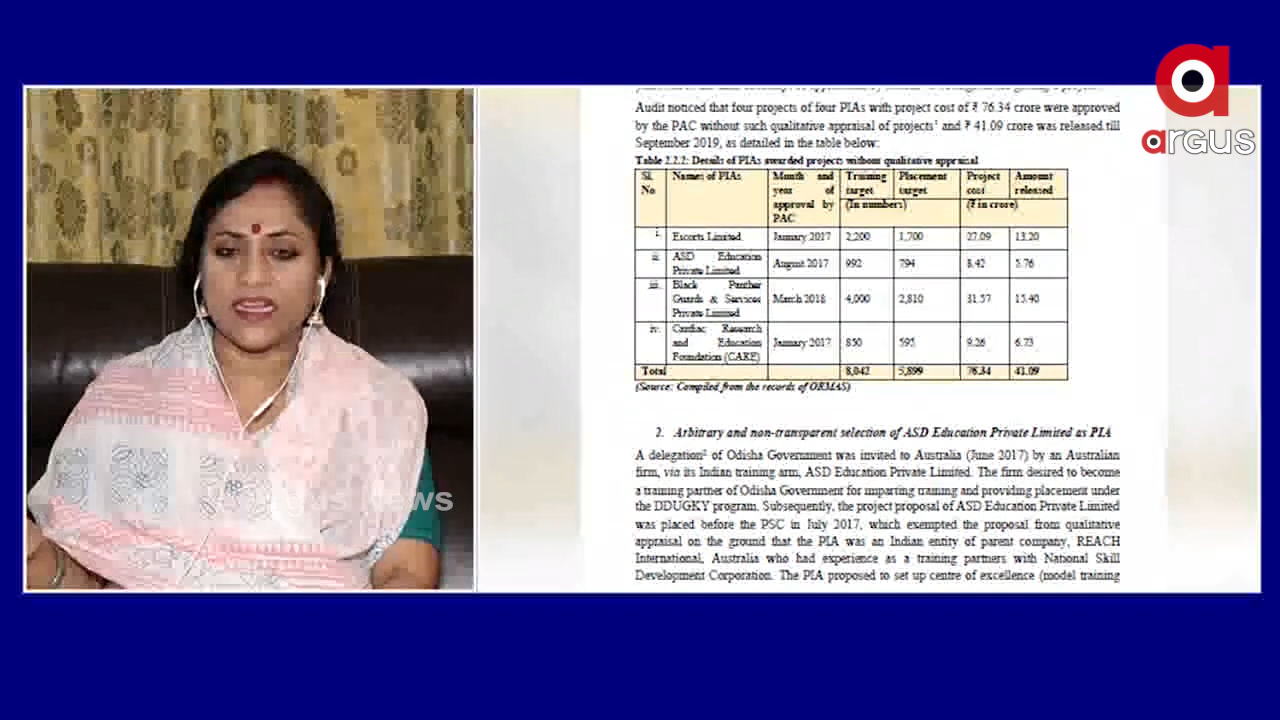 argus
Audit noticed that four projects of four PIAs with project cost of ₹ 76.34 crore were approved
by the PAC without such qualitative appraisal of projects¹ and ₹ 41.09 crore was released till
September 2019, as detailed in the table below:
Table 2.2.2: Details of PIAs awarded projects without qualitative appraisal
Sl. Names of PIAs Month and Training Placement Project Amount
No year of target target cost released
approval by (In numbers) (₹ in crore)
PAC
i. Escorts Limited January 2017 2,200 1,700 27.09 13.20
ii. ASD Education
Private Limited August 2017 992 794 8.42 5.76
iii. Black Panther
Guards & Services March 2018 4,000 2,810 31.57 15.40
Private Limited
iv. Cardiac Research
and Education January 2017 850 595 9.26 6.73
Foundation (CARE)
Total 8,042 5,899 76.34 41.09
(Source: Compiled from the records of ORMAS)
2. Arbitrary and non-transparent selection of ASD Education Private Limited as PIA
A delegation² of Odisha Government was invited to Australia (June 2017) by an Australian
firm, via its Indian training arm, ASD Education Private Limited. The firm desired to become
a training partner of Odisha Government for imparting training and providing placement under
the DDUGKY program. Subsequently, the project proposal of ASD Education Private Limited
was placed before the PSC in July 2017, which exempted the proposal from qualitative
appraisal on the ground that the PIA was an Indian entity of parent company, REACH
International, Australia who had experience as a training partners with National Skill
Development Corporation. The PIA proposed to set up centre of excellence (model training
News